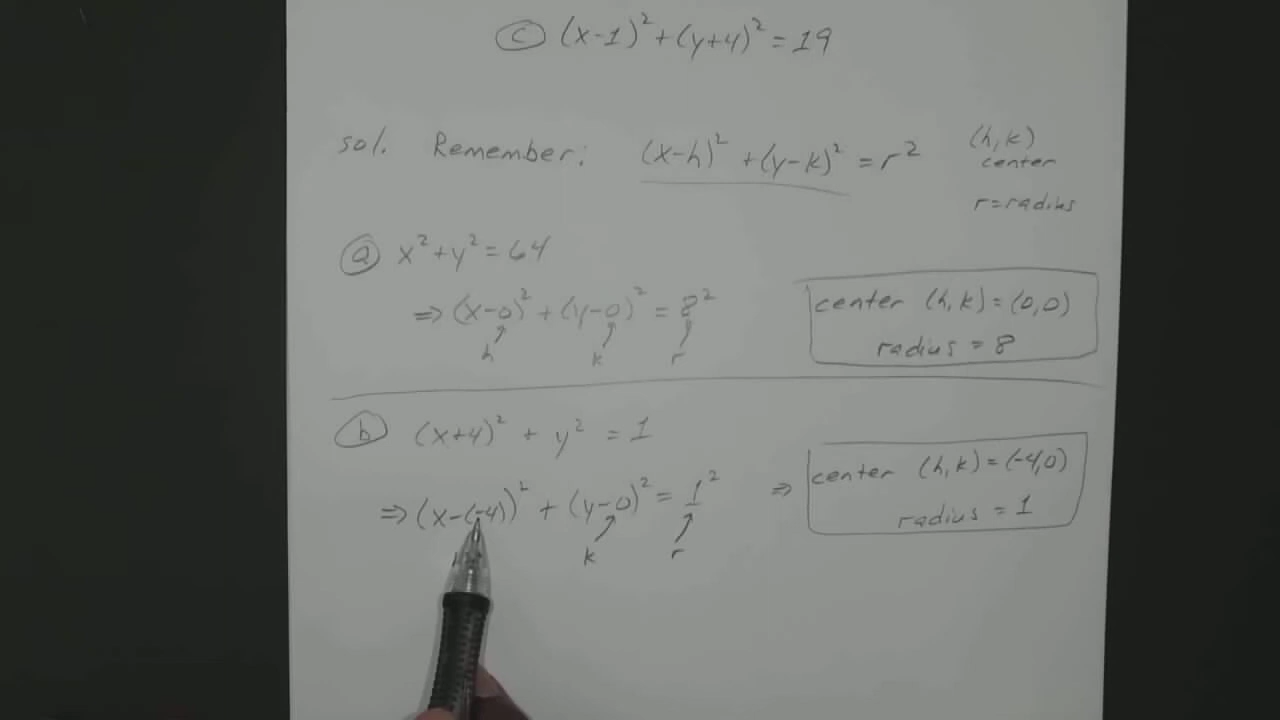 (c) (x-1)² + (y+4)² = 19
sol. Remember: (x-h)² + (y-k)² = r² (h,k)
center
r=radius
(a) x² + y² = 64
⇒ (x-0)² + (y-0)² = 8²
h k r
center (h,k) = (0,0)
radius = 8
(b) (x+4)² + y² = 1
⇒ (x-(-4))² + (y-0)² = 1² ⇒
k r
center (h,k) = (-4,0)
radius = 1